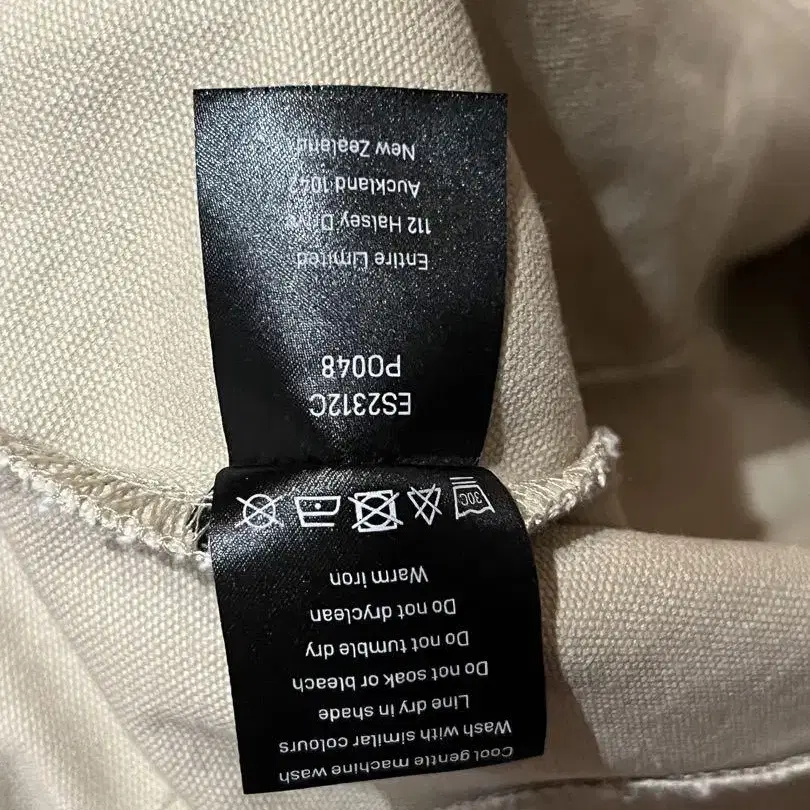 Cool gentle machine wash
Wash with similar colours
Line dry in shade
Do not soak or bleach
Do not tumble dry
Do not dryclean
Warm iron
30C
ES2312C
PO048
Entire Limited
112 Halsey Drive
Auckland 1042
New Zealand